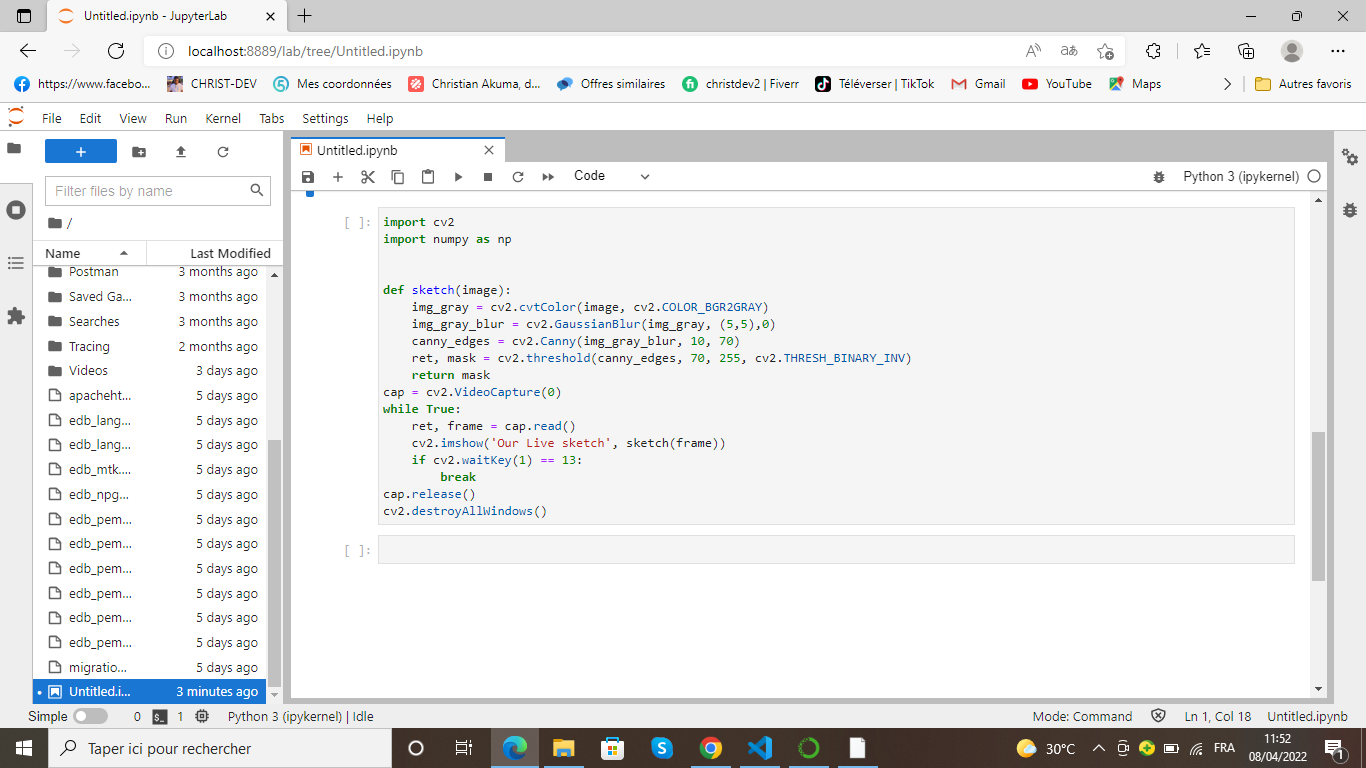 Untitled.ipynb - JupyterLab
localhost:8889/lab/tree/Untitled.ipynb
https://www.facebo... CHRIST-DEV Mes coordonnées Christian Akuma, d... Offres similaires christdev2 | Fiverr Téléverser | TikTok Gmail YouTube Maps Autres favoris
File Edit View Run Kernel Tabs Settings Help
Untitled.ipynb
Code Python 3 (ipykernel)
Filter files by name
/
Name Last Modified
Postman 3 months ago
Saved Ga... 3 months ago
Searches 3 months ago
Tracing 2 months ago
Videos 3 days ago
apacheht... 5 days ago
edb_lang... 5 days ago
edb_lang... 5 days ago
edb_mtk.... 5 days ago
edb_npg... 5 days ago
edb_pem... 5 days ago
edb_pem... 5 days ago
edb_pem... 5 days ago
edb_pem... 5 days ago
edb_pem... 5 days ago
edb_pem... 5 days ago
migratio... 5 days ago
Untitled.i... 3 minutes ago
[ ]:
import cv2
import numpy as np
def sketch(image):
    img_gray = cv2.cvtColor(image, cv2.COLOR_BGR2GRAY)
    img_gray_blur = cv2.GaussianBlur(img_gray, (5,5),0)
    canny_edges = cv2.Canny(img_gray_blur, 10, 70)
    ret, mask = cv2.threshold(canny_edges, 70, 255, cv2.THRESH_BINARY_INV)
    return mask
cap = cv2.VideoCapture(0)
while True:
    ret, frame = cap.read()
    cv2.imshow('Our Live sketch', sketch(frame))
    if cv2.waitKey(1) == 13:
        break
cap.release()
cv2.destroyAllWindows()
[ ]:
Simple 0 1 Python 3 (ipykernel) | Idle Mode: Command Ln 1, Col 18 Untitled.ipynb
Taper ici pour rechercher 30°C FRA 11:52
08/04/2022 1